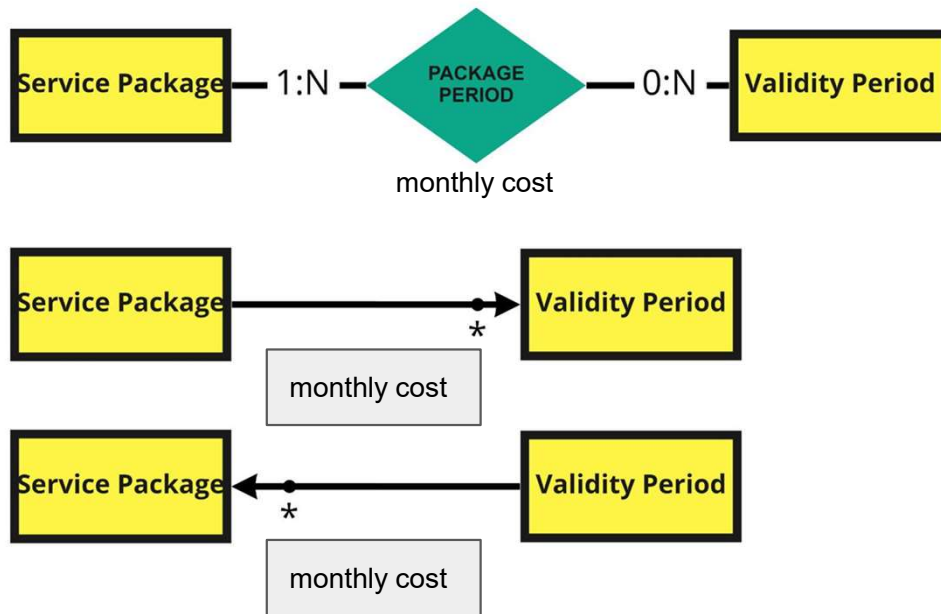 Service Package
1:N
PACKAGE
PERIOD
0:N
Validity Period
monthly cost
Service Package
*
Validity Period
monthly cost
Service Package
*
Validity Period
monthly cost